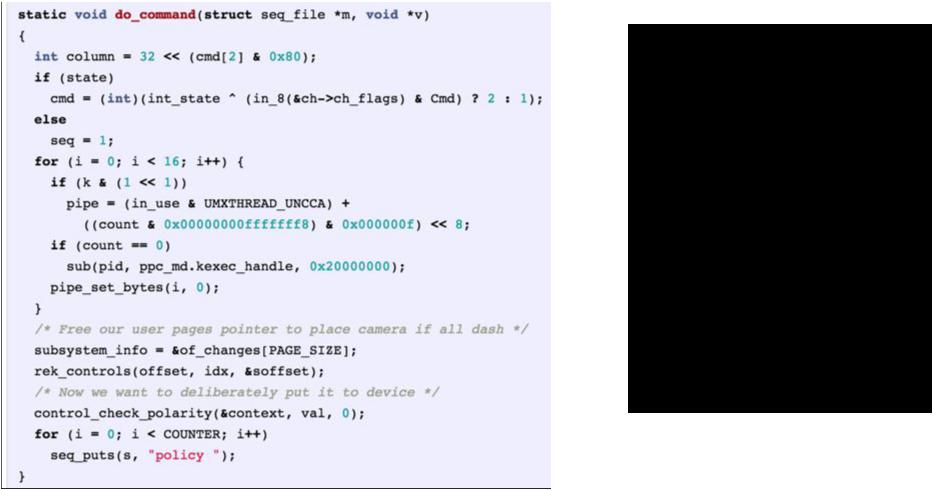 static void do_command(struct seq_file *m, void *v)
{
int column = 32 << (cmd[2] & 0x80);
if (state)
cmd = (int)(int_state ^ (in_8(&ch->ch_flags) & Cmd) ? 2 : 1);
else
seq = 1;
for (i = 0; i < 16; i++) {
if (k & (1 << 1))
pipe = (in_use & UMXTHREAD_UNCCA) +
((count & 0x00000000fffffff8) & 0x000000f) << 8;
if (count == 0)
sub(pid, ppc_md.kexec_handle, 0x20000000);
pipe_set_bytes(i, 0);
}
/* Free our user pages pointer to place camera if all dash */
subsystem_info = &of_changes[PAGE_SIZE];
rek_controls(offset, idx, &soffset);
/* Now we want to deliberately put it to device */
control_check_polarity(&context, val, 0);
for (i = 0; i < COUNTER; i++)
seq_puts(s, "policy ");
}